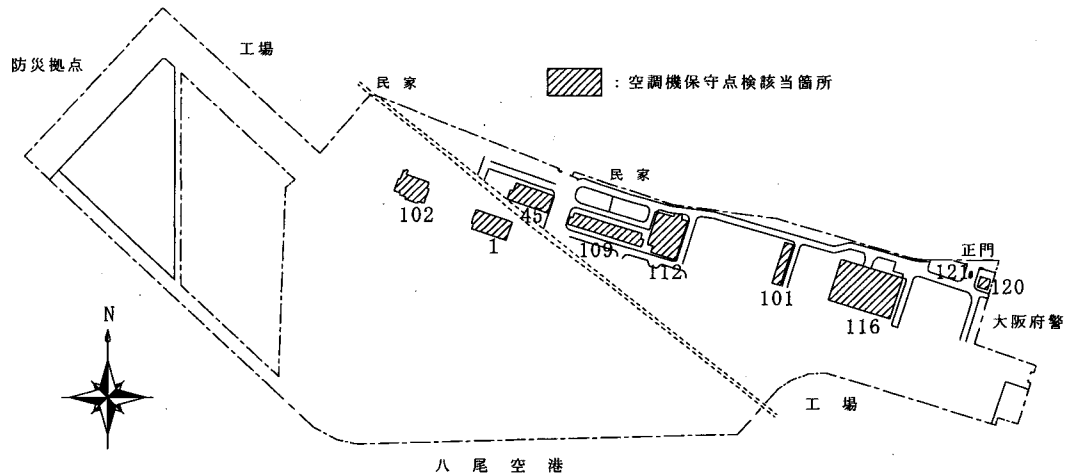 工場
防災拠点
民家
：空調機保守点検該当箇所
民家
102
45
1
109
112
正門
121
120
101
116
大阪府警
N
工場
八尾空港